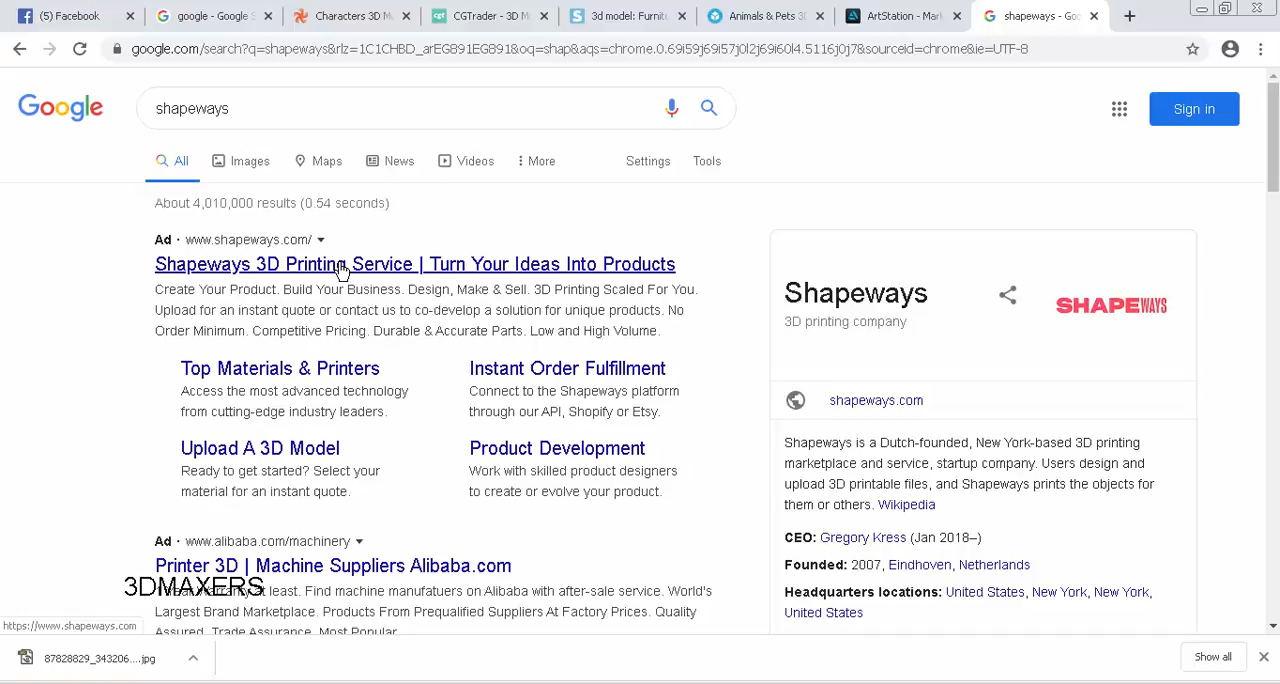 (5) Facebook
google - Google S
Characters 3D M
CGTrader - 3D M
3d model: Furnitu
Animals & Pets 3D
ArtStation - Mark
shapeways - Goo
google.com/search?q=shapeways&rlz=1C1CHBD_arEG891EG891&oq=shap&aqs=chrome.0.69i59j69i57j0l2j69i60l4.5116j0j7&sourceid=chrome&ie=UTF-8
Google
shapeways
Sign in
All
Images
Maps
News
Videos
More
Settings
Tools
About 4,010,000 results (0.54 seconds)
Ad · www.shapeways.com/
Shapeways 3D Printing Service | Turn Your Ideas Into Products
Create Your Product. Build Your Business. Design, Make & Sell. 3D Printing Scaled For You.
Upload for an instant quote or contact us to co-develop a solution for unique products. No
Order Minimum. Competitive Pricing. Durable & Accurate Parts. Low and High Volume.
Top Materials & Printers
Access the most advanced technology
from cutting-edge industry leaders.
Instant Order Fulfillment
Connect to the Shapeways platform
through our API, Shopify or Etsy.
Upload A 3D Model
Ready to get started? Select your
material for an instant quote.
Product Development
Work with skilled product designers
to create or evolve your product.
Ad · www.alibaba.com/machinery
Printer 3D | Machine Suppliers Alibaba.com
3DMAXERS
at least. Find machine manufatuers on Alibaba with after-sale service. World's
Largest Brand Marketplace. Products From Prequalified Suppliers At Factory Prices. Quality
Assured. Trade Assurance. Most Popular.
Shapeways
3D printing company
SHAPEWAYS
shapeways.com
Shapeways is a Dutch-founded, New York-based 3D printing
marketplace and service, startup company. Users design and
upload 3D printable files, and Shapeways prints the objects for
them or others. Wikipedia
CEO: Gregory Kress (Jan 2018–)
Founded: 2007, Eindhoven, Netherlands
Headquarters locations: United States, New York, New York,
United States
https://www.shapeways.com
87828829_343206....jpg
Show all